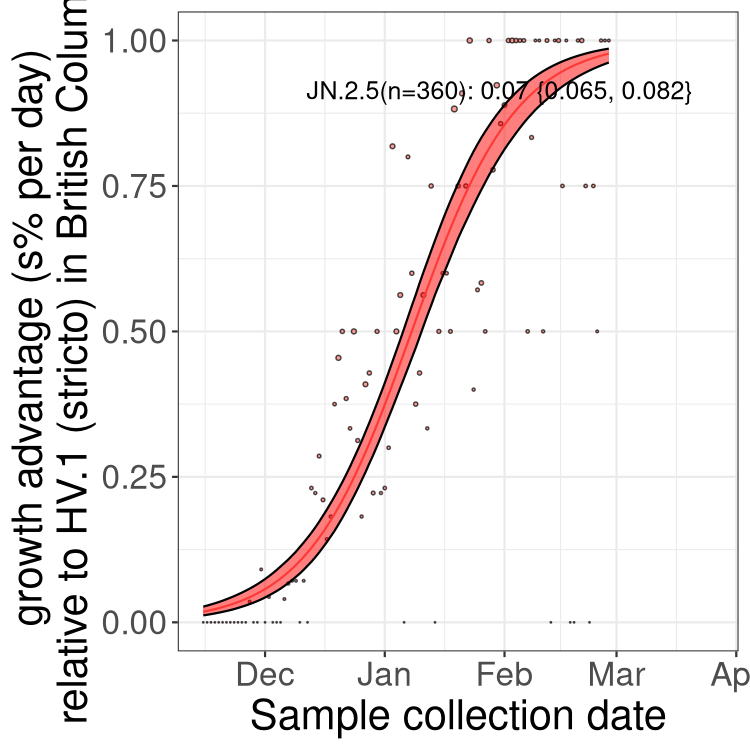 growth advantage (s% per day)
relative to HV.1 (stricto) in British Colum
1.00
0.75
0.50
0.25
0.00
JN.2.5(n=360): 0.07 {0.065, 0.082}
Dec Jan Feb Mar Ap
Sample collection date